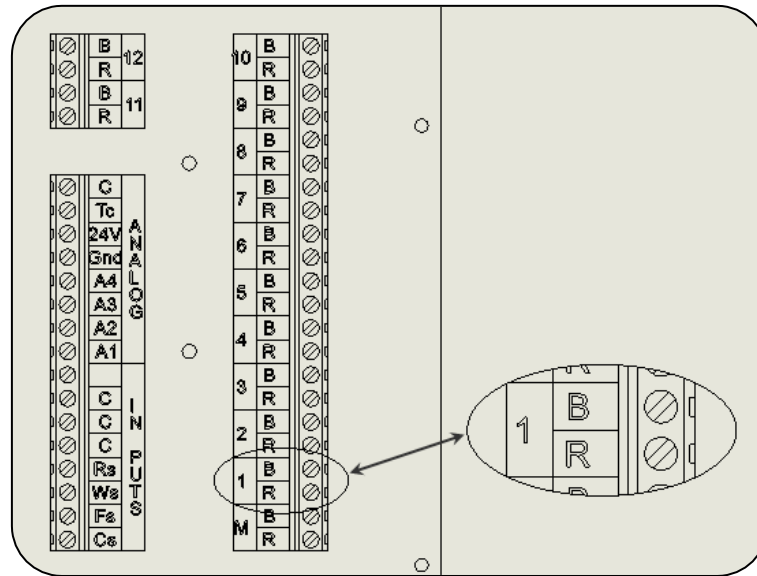 B
R
12
B
R
11
C
Tc
24V
Gnd
A4
A3
A2
A1
ANALOG
C
C
C
Rs
Ws
Fs
Cs
INPUTS
10 B
R
9 B
R
8 B
R
7 B
R
6 B
R
5 B
R
4 B
R
3 B
R
2 B
R
1 B
R
M B
R
1 B
R